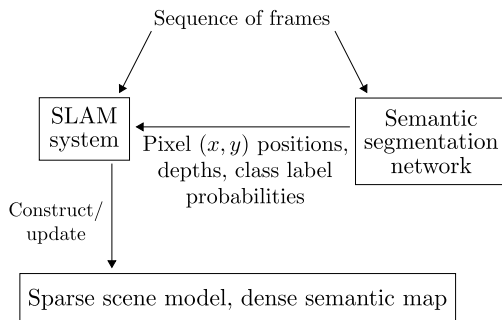 Sequence of frames
SLAM
system
Semantic
segmentation
network
Pixel (x, y) positions,
depths, class label
probabilities
Construct/
update
Sparse scene model, dense semantic map